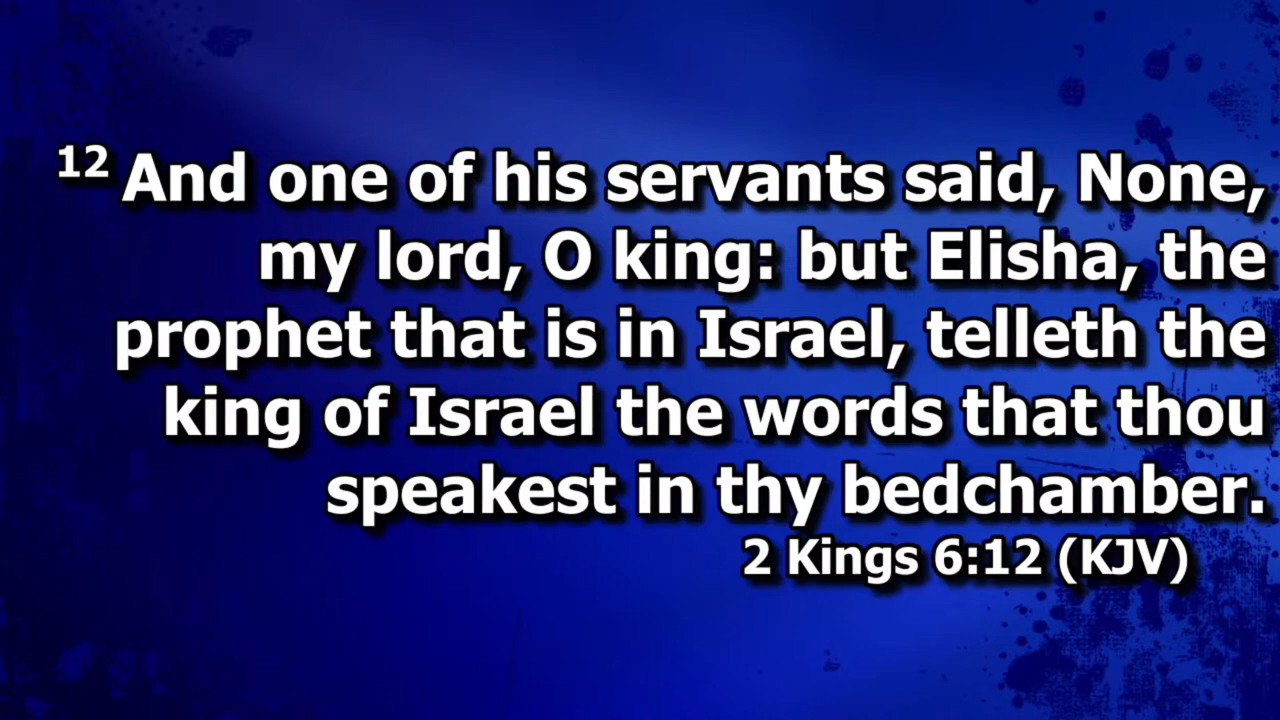 12 And one of his servants said, None,
my lord, O king: but Elisha, the
prophet that is in Israel, telleth the
king of Israel the words that thou
speakest in thy bedchamber.
2 Kings 6:12 (KJV)